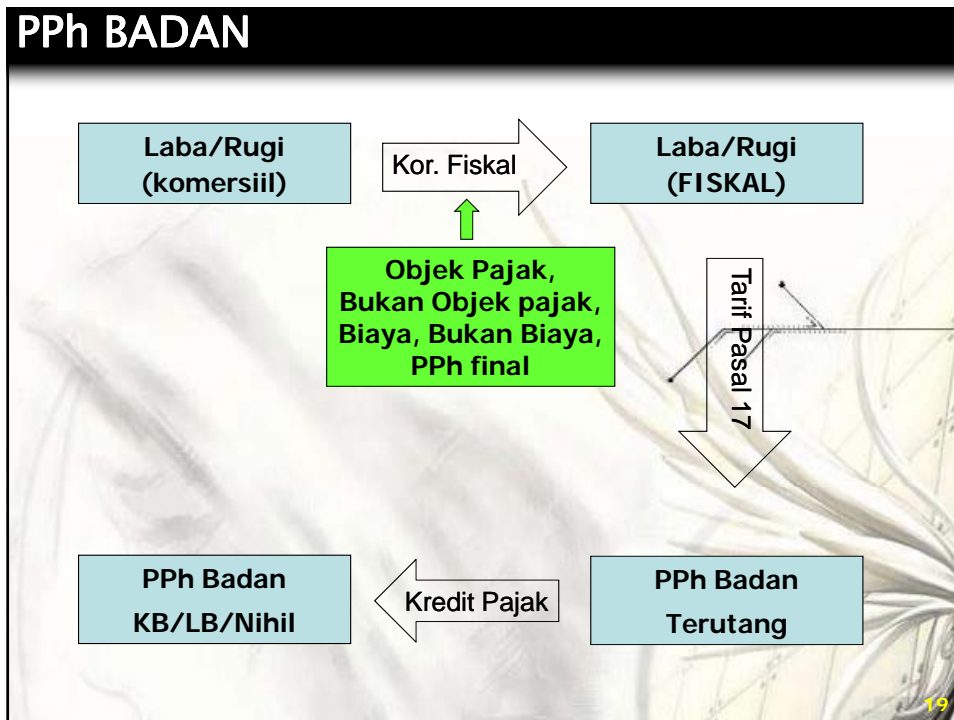 PPh BADAN
Laba/Rugi
(komersiil)
Kor. Fiskal
Laba/Rugi
(FISKAL)
Objek Pajak,
Bukan Objek pajak,
Biaya, Bukan Biaya,
PPh final
Tarif Pasal 17
PPh Badan
KB/LB/Nihil
Kredit Pajak
PPh Badan
Terutang
19